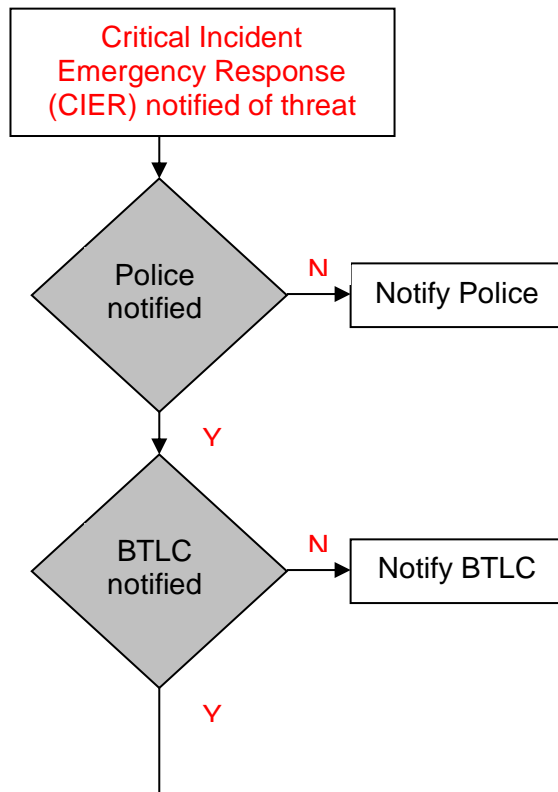 Critical Incident
Emergency Response
(CIER) notified of threat
Police
notified
N
Notify Police
Y
BTLC
notified
N
Notify BTLC
Y